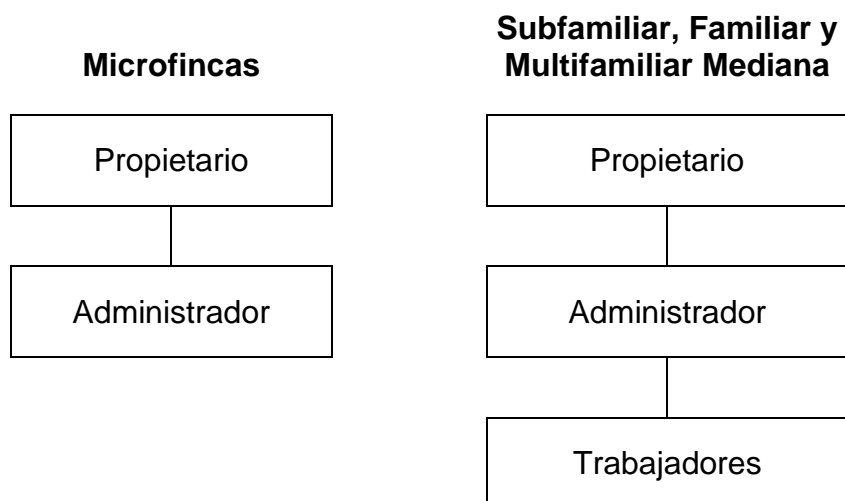 Microfincas
Propietario
Administrador
Subfamiliar, Familiar y
Multifamiliar Mediana
Propietario
Administrador
Trabajadores